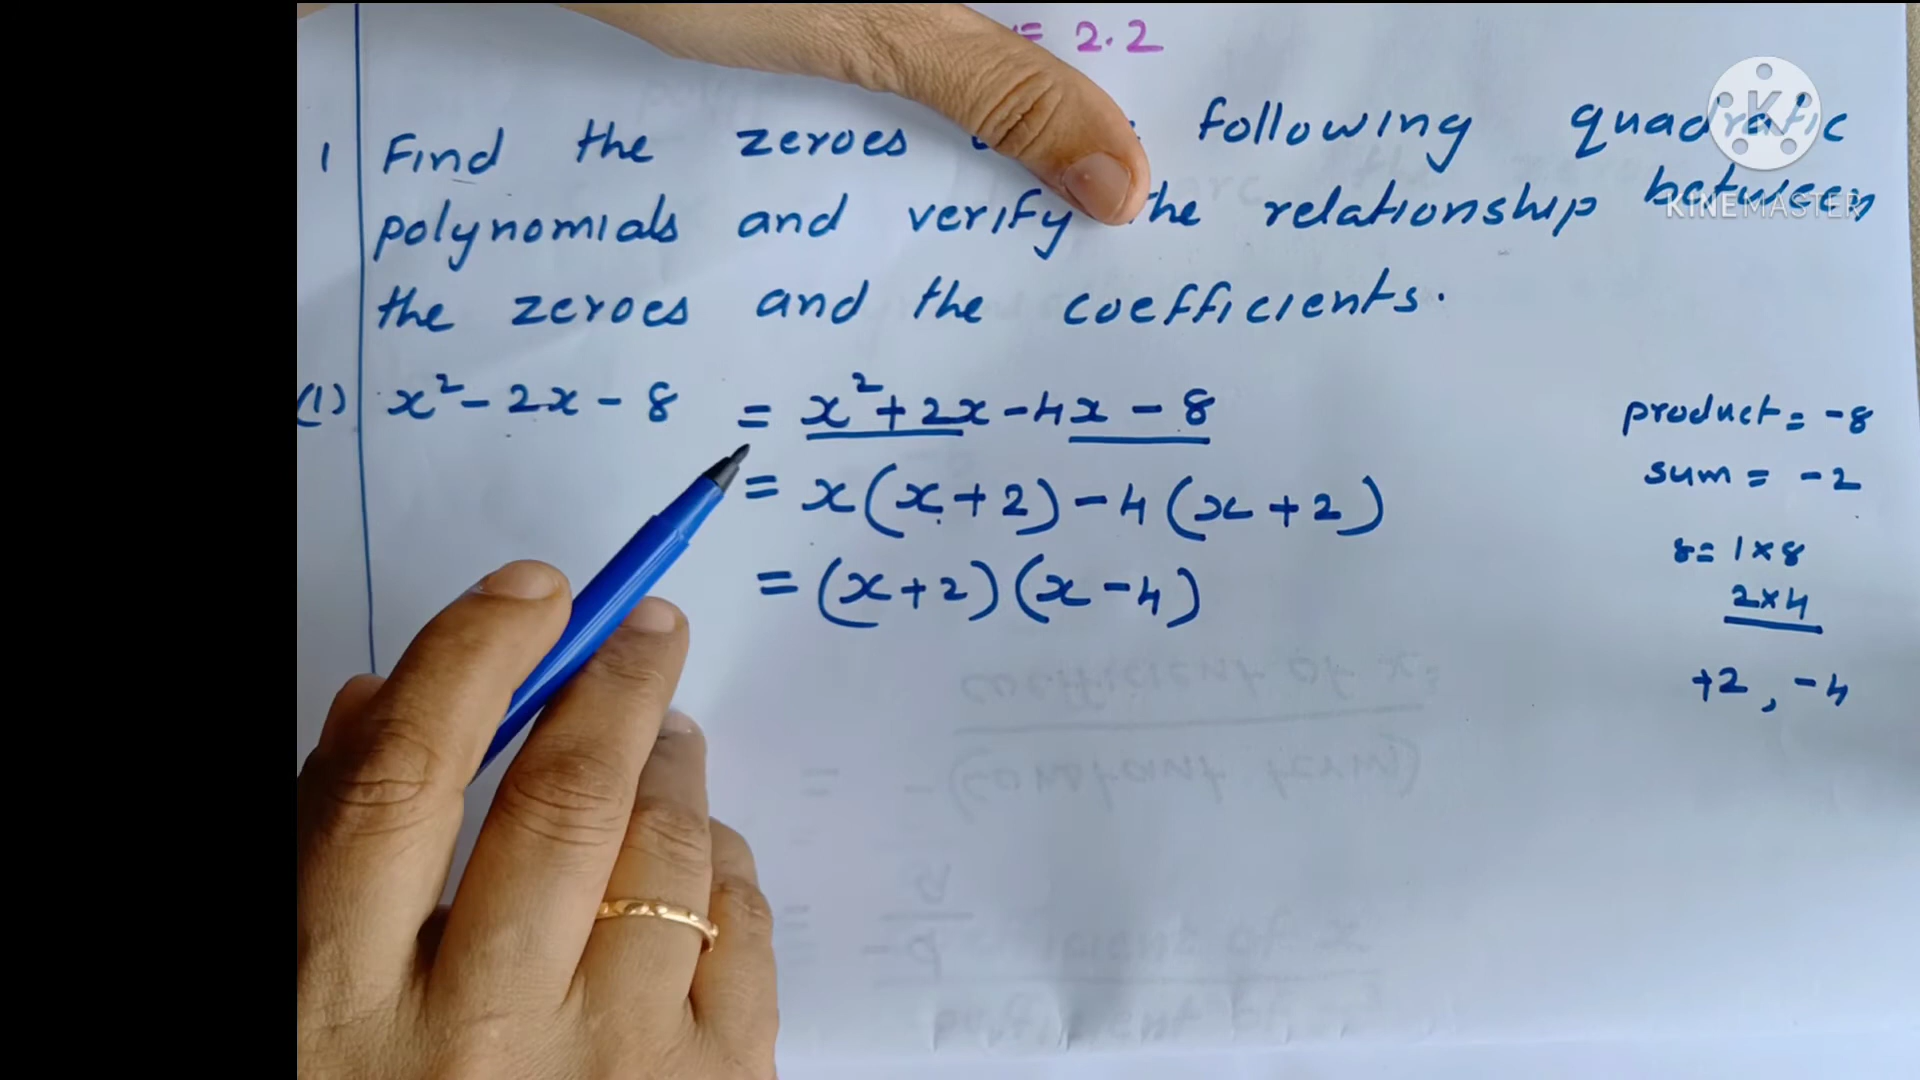 = 2.2
1 Find the zeroes following quadratic
polynomials and verify the relationship between
the zeroes and the coefficients.
(1) x² - 2x - 8 = x² + 2x - 4x - 8
= x(x+2) - 4(x+2)
= (x+2)(x-4)
product = -8
sum = -2
8 = 1 x 8
2x4
+2, -4
K
KINEMASTER